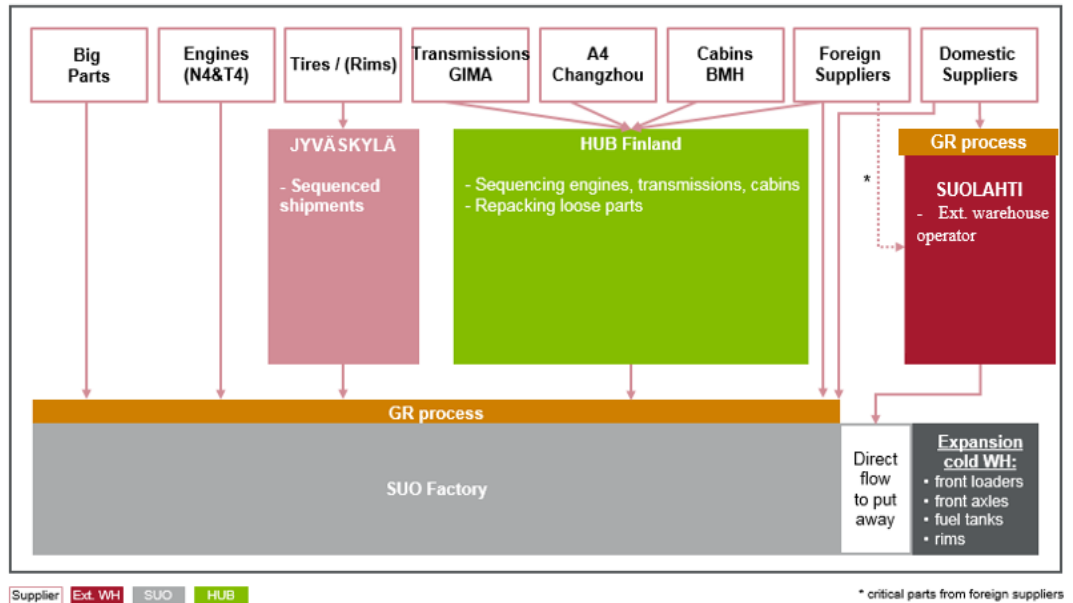 Big
Parts
Engines
(N4&T4)
Tires / (Rims)
Transmissions
GIMA
A4
Changzhou
Cabins
BMH
Foreign
Suppliers
Domestic
Suppliers
JYVÄSKYLÄ
- Sequenced
shipments
HUB Finland
- Sequencing engines, transmissions, cabins
- Repacking loose parts
*
GR process
SUOLAHTI
- Ext. warehouse
operator
GR process
SUO Factory
Direct
flow
to put
away
Expansion
cold WH:
• front loaders
• front axles
• fuel tanks
• rims
Supplier
Ext. WH
SUO
HUB
* critical parts from foreign suppliers